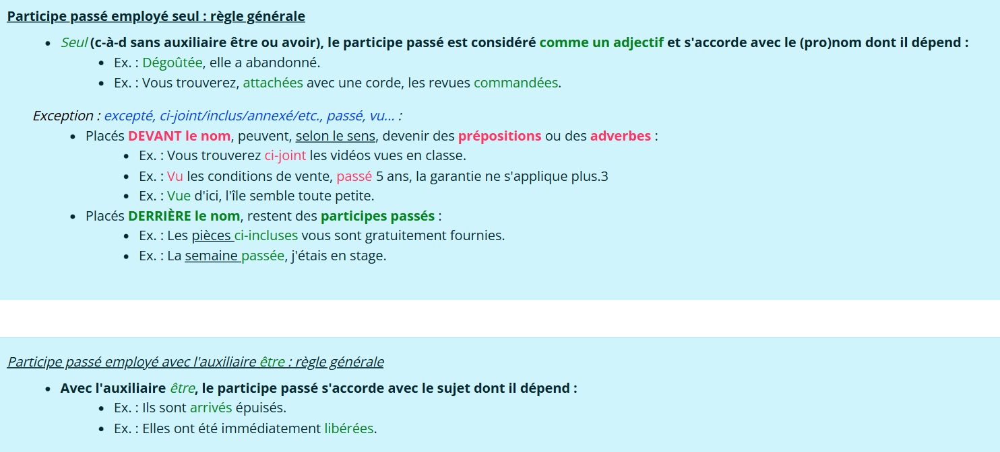 Participe passé employé seul : règle générale
Seul (c-à-d sans auxiliaire être ou avoir), le participe passé est considéré comme un adjectif et s'accorde avec le (pro)nom dont il dépend :
Ex. : Dégoûtée, elle a abandonné.
Ex. : Vous trouverez, attachées avec une corde, les revues commandées.
Exception : excepté, ci-joint/inclus/annexé/etc., passé, vu... :
Placés DEVANT le nom, peuvent, selon le sens, devenir des prépositions ou des adverbes :
Ex. : Vous trouverez ci-joint les vidéos vues en classe.
Ex. : Vu les conditions de vente, passé 5 ans, la garantie ne s'applique plus.3
Ex. : Vue d'ici, l'île semble toute petite.
Placés DERRIÈRE le nom, restent des participes passés :
Ex. : Les pièces ci-incluses vous sont gratuitement fournies.
Ex. : La semaine passée, j'étais en stage.
Participe passé employé avec l'auxiliaire être : règle générale
Avec l'auxiliaire être, le participe passé s'accorde avec le sujet dont il dépend :
Ex. : Ils sont arrivés épuisés.
Ex. : Elles ont été immédiatement libérées.